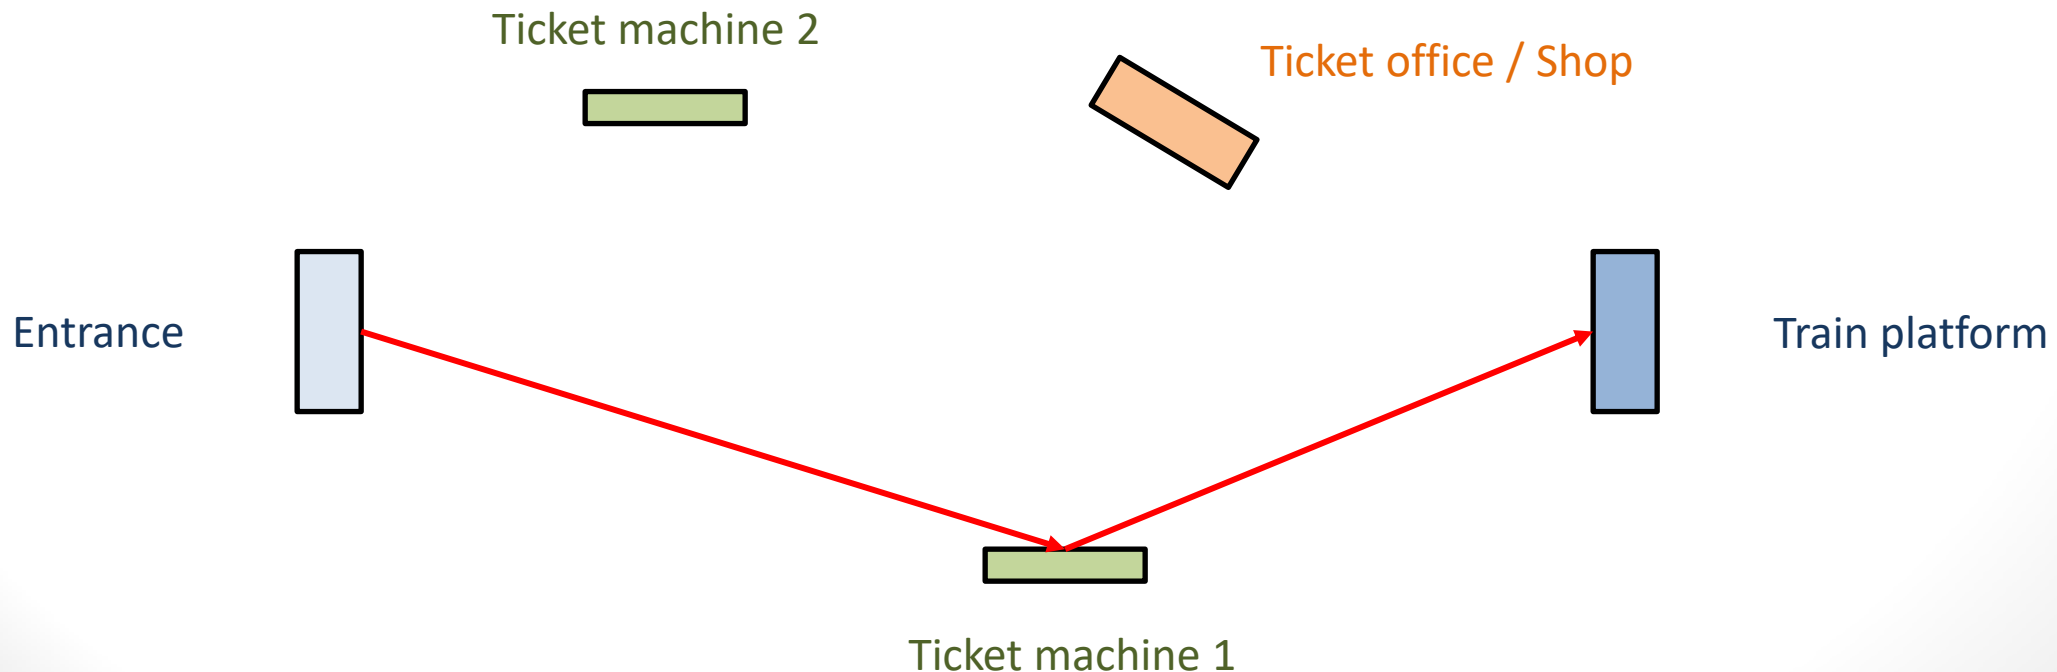 Ticket machine 2
Ticket office / Shop
Entrance
Train platform
Ticket machine 1